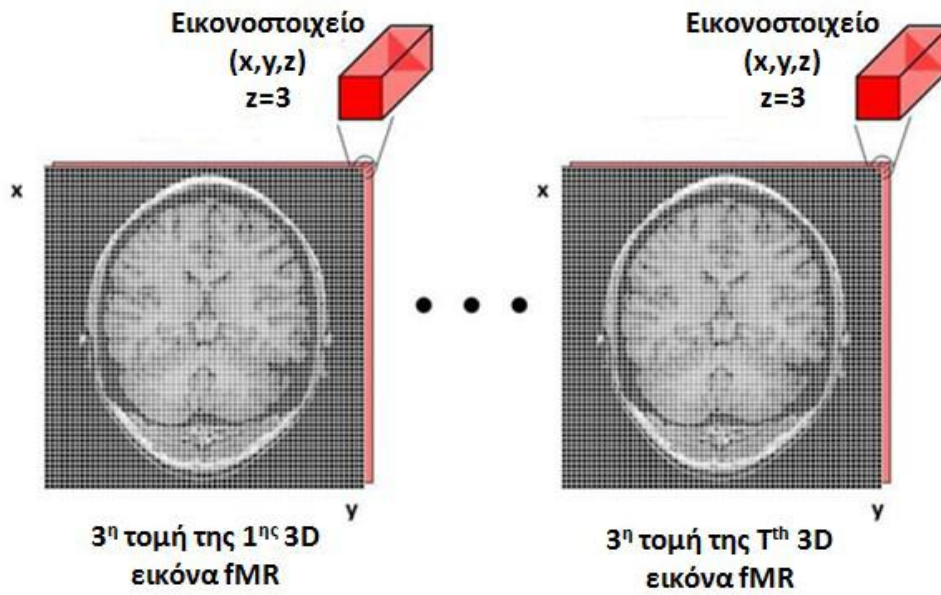 Εικονοστοιχείο
(x,y,z)
z=3
x
y
3η τομή της 1ης 3D
εικόνα fMR
Εικονοστοιχείο
(x,y,z)
z=3
x
y
3η τομή της Tth 3D
εικόνα fMR